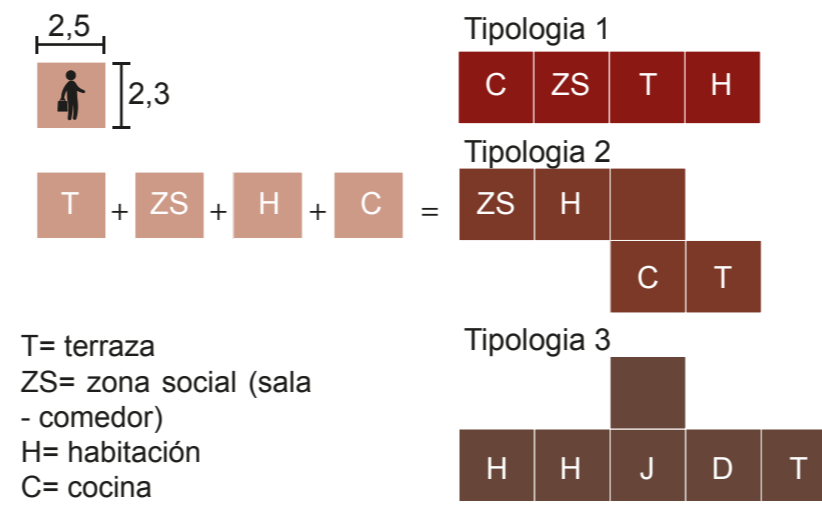 2,5
2,3
T + ZS + H + C =
T= terraza
ZS= zona social (sala
- comedor)
H= habitación
C= cocina
Tipologia 1
C ZS T H
Tipologia 2
ZS H
C T
Tipologia 3
H H J D T